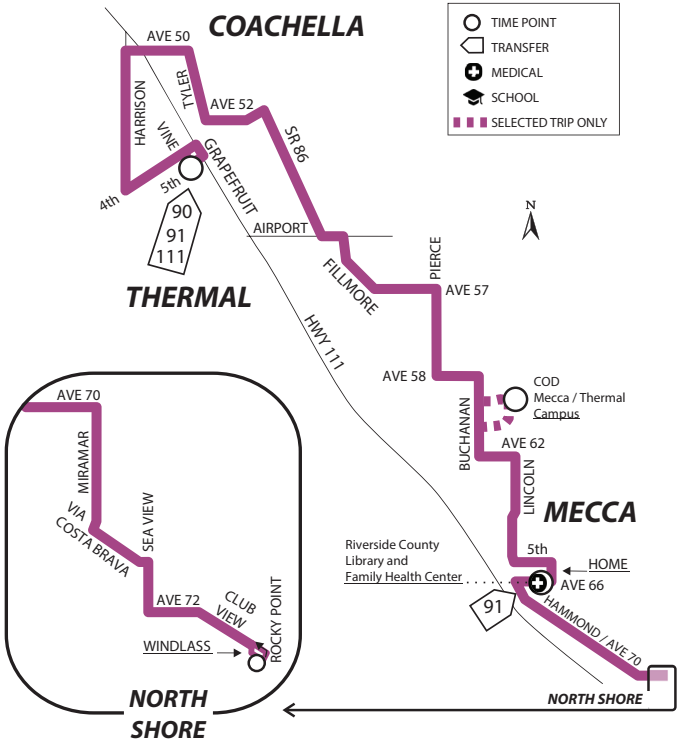 COACHELLA
AVE 50
TIME POINT
TRANSFER
MEDICAL
SCHOOL
SELECTED TRIP ONLY
HARRISON
TYLER
AVE 52
SR 86
VINE
GRAPEFRUIT
4th
5th
90
91
111
THERMAL
AIRPORT
N
FILLMORE
PIERCE
AVE 57
HWY 111
AVE 58
COD
Mecca / Thermal
Campus
BUCHANAN
AVE 62
LINCOLN
MECCA
5th
HOME
Riverside County
Library and
Family Health Center
AVE 66
91
HAMMOND / AVE 70
NORTH SHORE
AVE 70
MIRAMAR
VIA
COSTA BRAVA
SEA VIEW
AVE 72
CLUB
VIEW
ROCKY POINT
WINDLASS
NORTH
SHORE